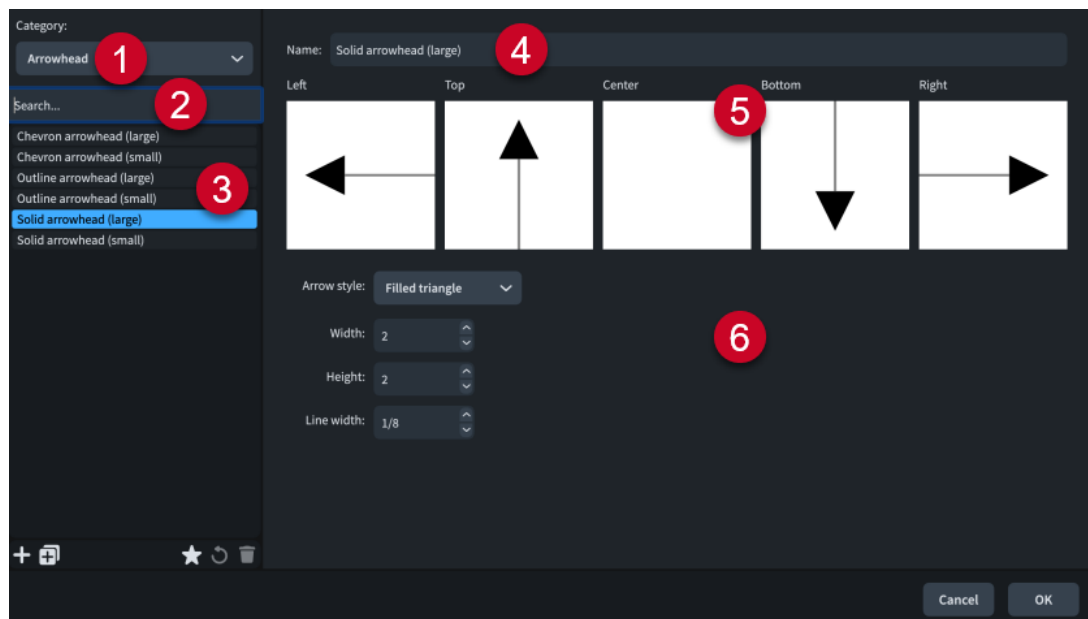 Category:
Arrowhead
1
Search...
2
Chevron arrowhead (large)
Chevron arrowhead (small)
Outline arrowhead (large)
Outline arrowhead (small)
Solid arrowhead (large)
Solid arrowhead (small)
3
Name: Solid arrowhead (large)
4
Left Top Center Bottom Right
5
Arrow style: Filled triangle
Width: 2
Height: 2
Line width: 1/8
6
Cancel OK